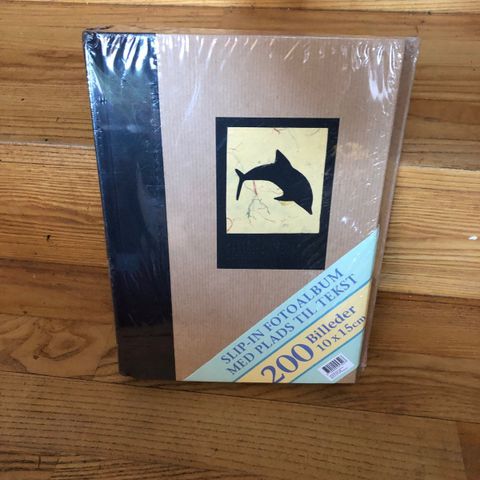 SLIP-IN FOTOALBUM
MED PLADS TIL TEKST
200 Billeder
10 x 15cm